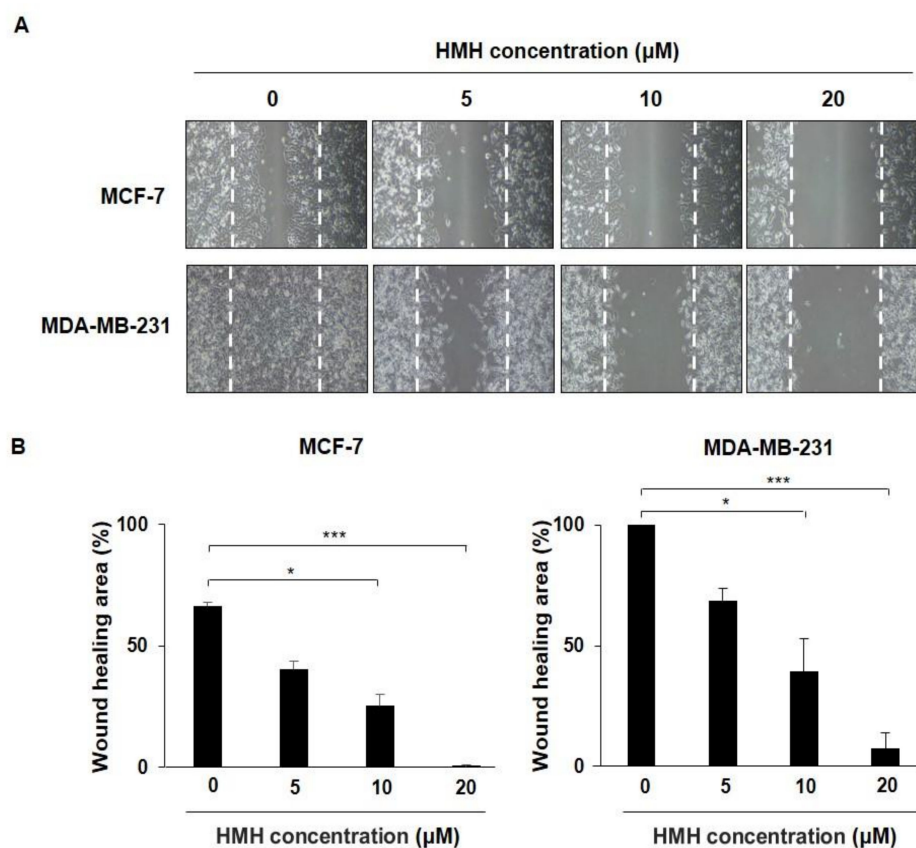 A
HMH concentration (µM)
0 5 10 20
MCF-7
MDA-MB-231
B
MCF-7
Wound healing area (%)
100
50
0
***
*
0 5 10 20
HMH concentration (µM)
MDA-MB-231
Wound healing area (%)
100
50
0
***
*
0 5 10 20
HMH concentration (µM)